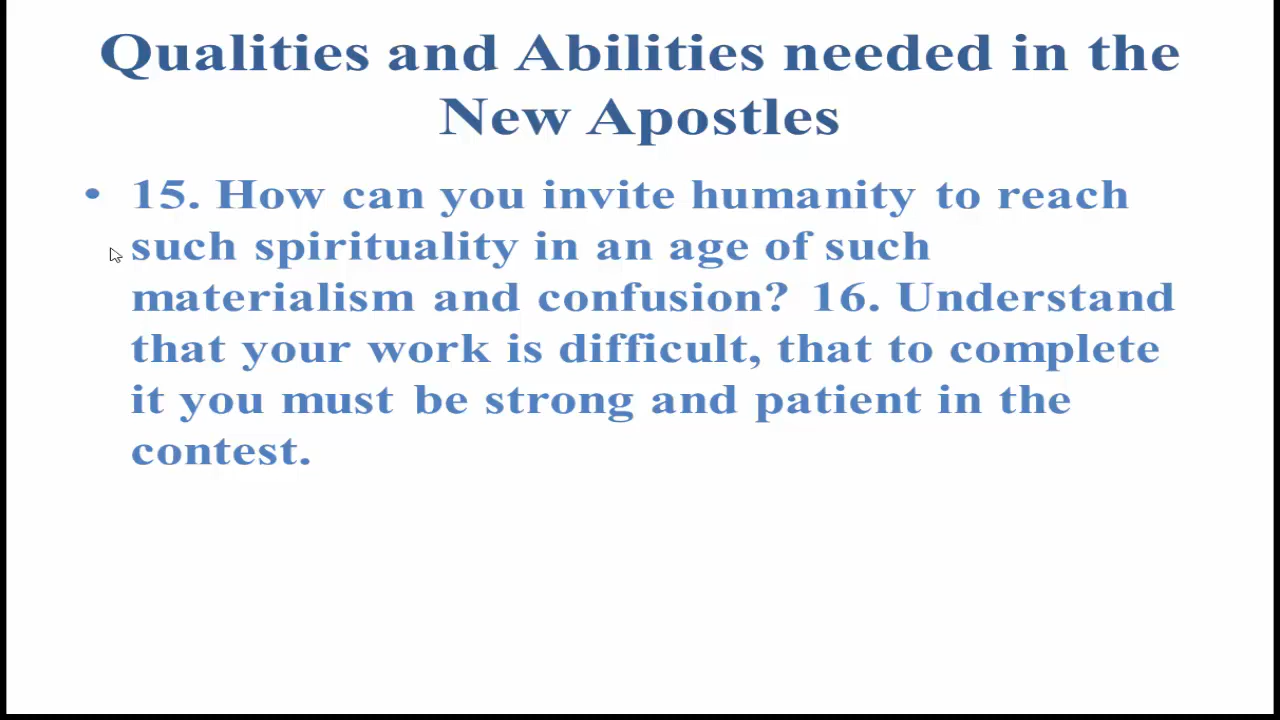 Qualities and Abilities needed in the
New Apostles
• 15. How can you invite humanity to reach
such spirituality in an age of such
materialism and confusion? 16. Understand
that your work is difficult, that to complete
it you must be strong and patient in the
contest.